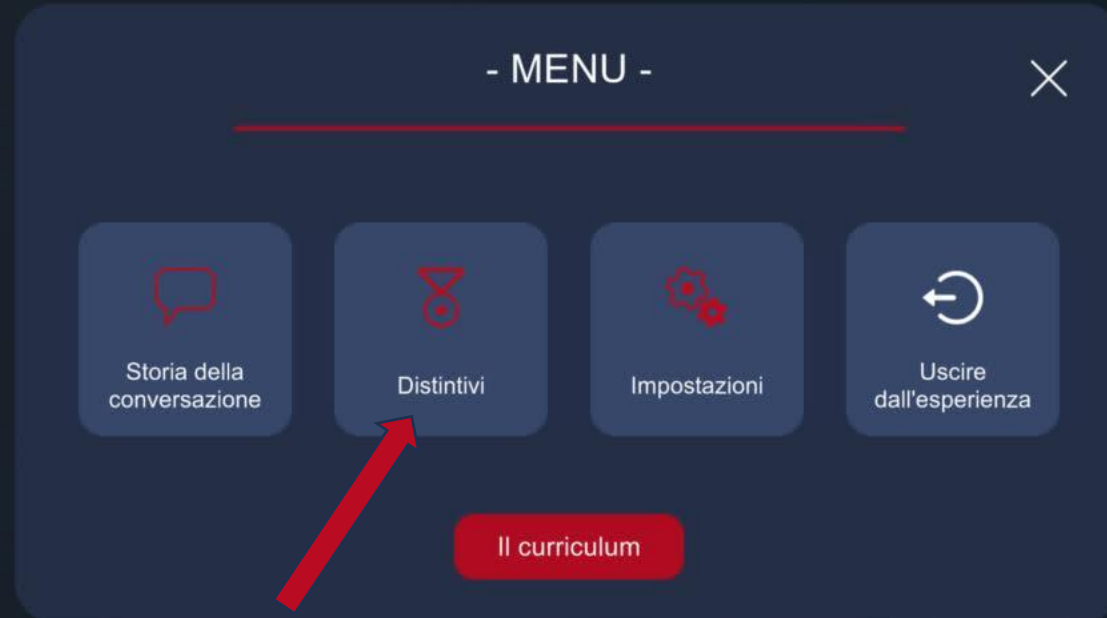 - MENU -
Storia della
conversazione
Distintivi
Impostazioni
Uscire
dall'esperienza
Il curriculum